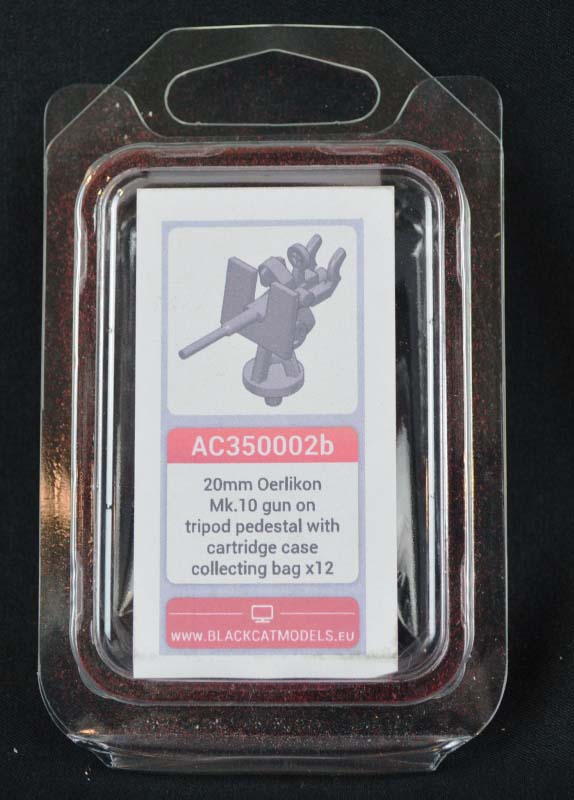 AC350002b
20mm Oerlikon
Mk.10 gun on
tripod pedestal with
cartridge case
collecting bag x12
www.BLACKCATMODELS.EU